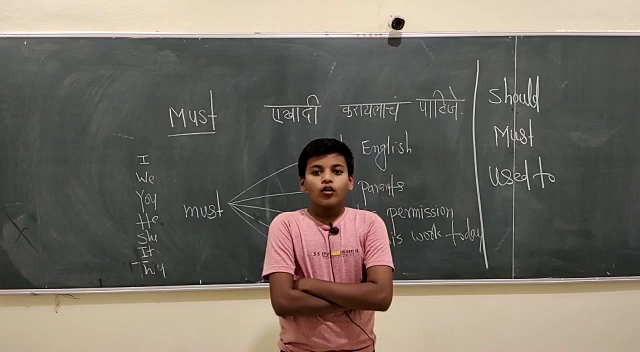 Must एखादी करायलाचं पाटिजे.
I
We
You
He
She
It
They
must
English
parents
permission
work today
Should
Must
Used to